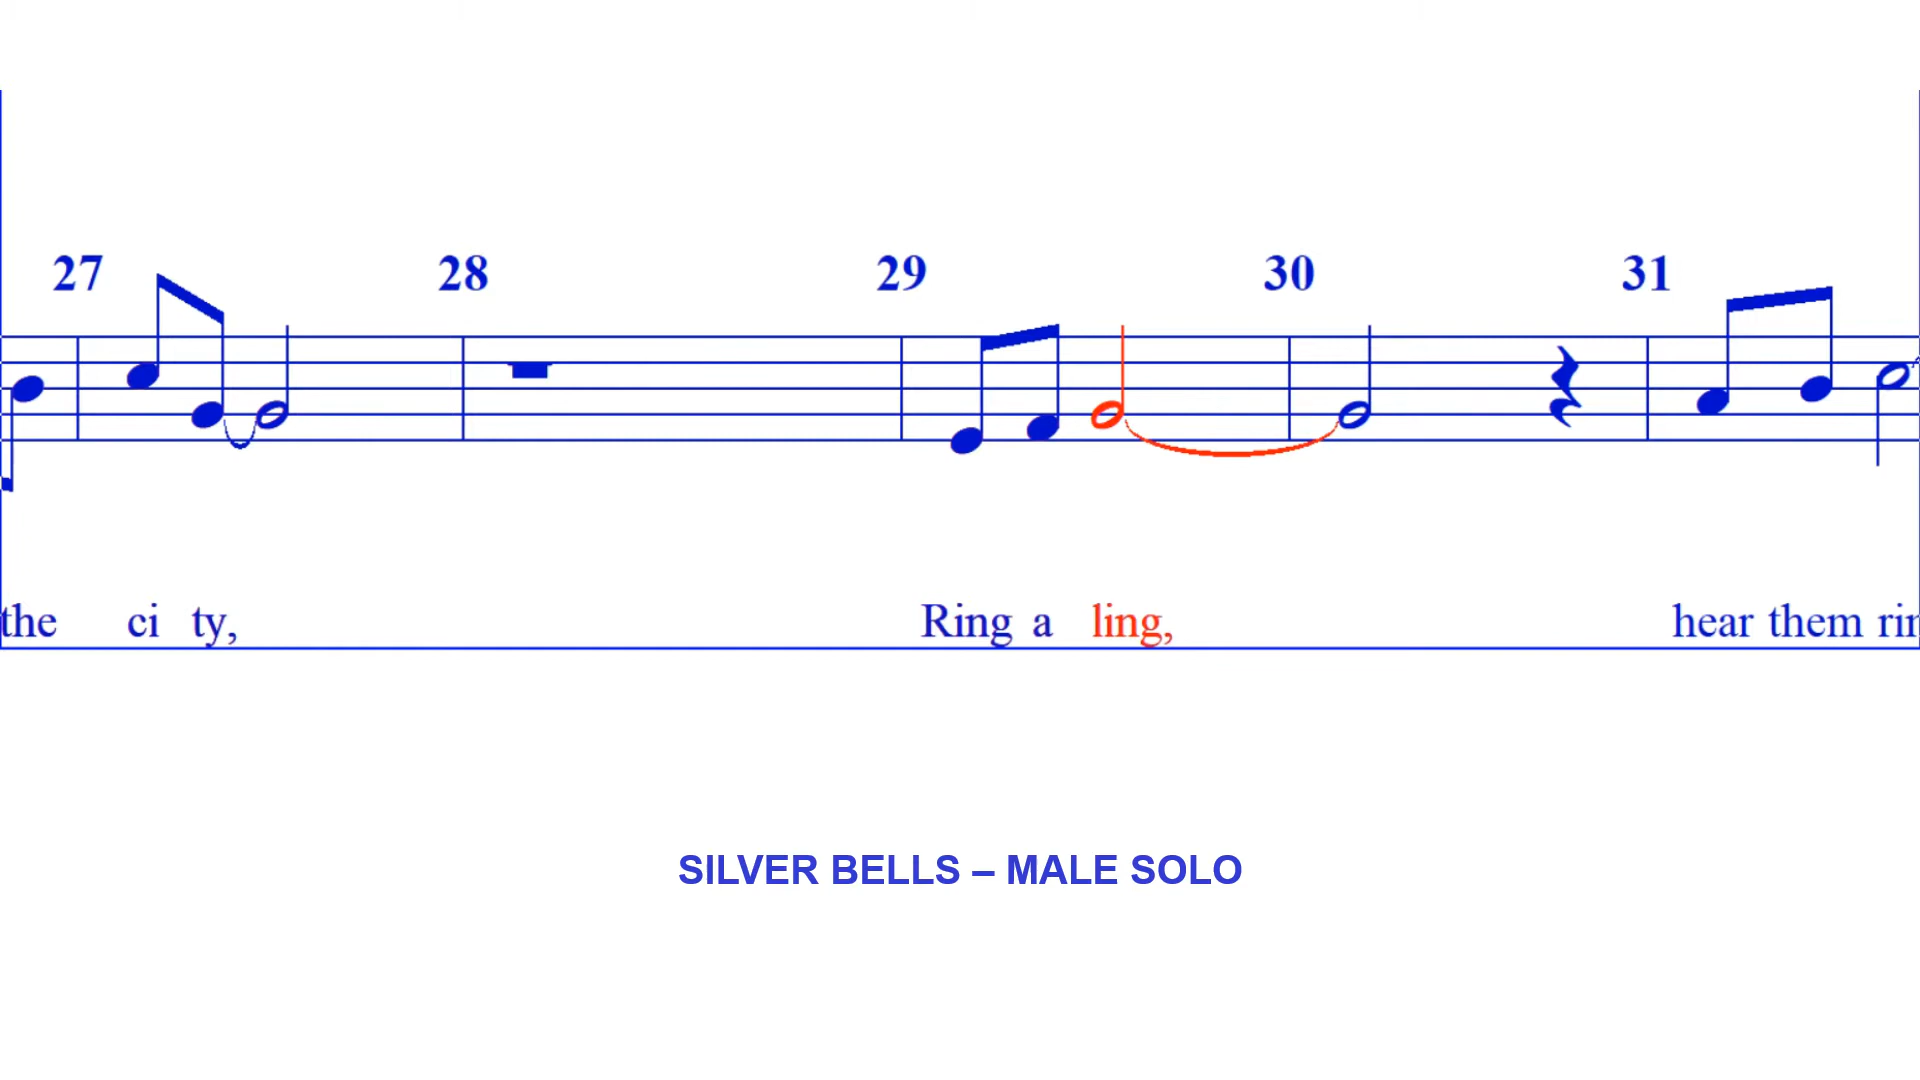 27 28 29 30 31
the ci ty, Ring a ling, hear them
SILVER BELLS – MALE SOLO